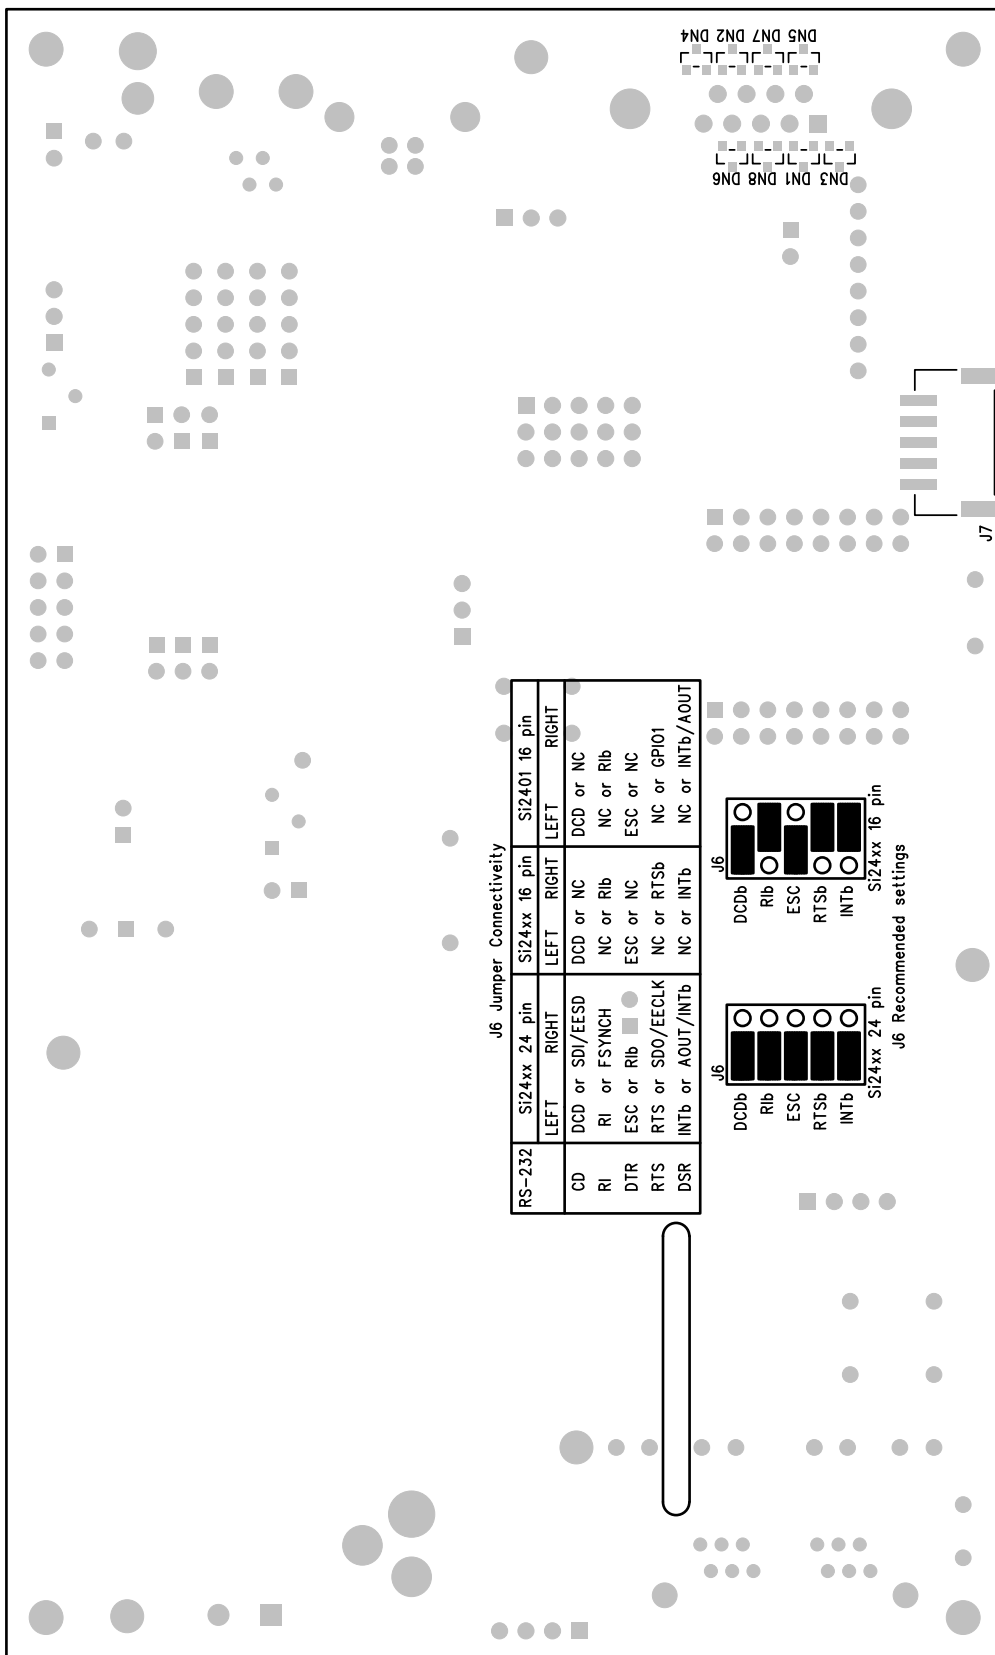 DN4 DN2 DN7 DN5
DN6 DN8 DN1 DN3
J7
J6 Jumper Connectiveity
RS-232 Si24xx 24 pin Si24xx 16 pin Si2401 16 pin
LEFT RIGHT LEFT RIGHT LEFT RIGHT
CD DCD or SDI/EESD DCD or NC DCD or NC
RI RI or FSYNCH NC or RIb NC or RIb
DTR ESC or RIb ESC or NC ESC or NC
RTS RTS or SDO/EECLK NC or RTSb NC or GPIO1
DSR INTb or AOUT/INTb NC or INTb NC or INTb/AOUT
J6
DCDb
RIb
ESC
RTSb
INTb
Si24xx 24 pin
J6
DCDb
RIb
ESC
RTSb
INTb
Si24xx 16 pin
J6 Recommended settings